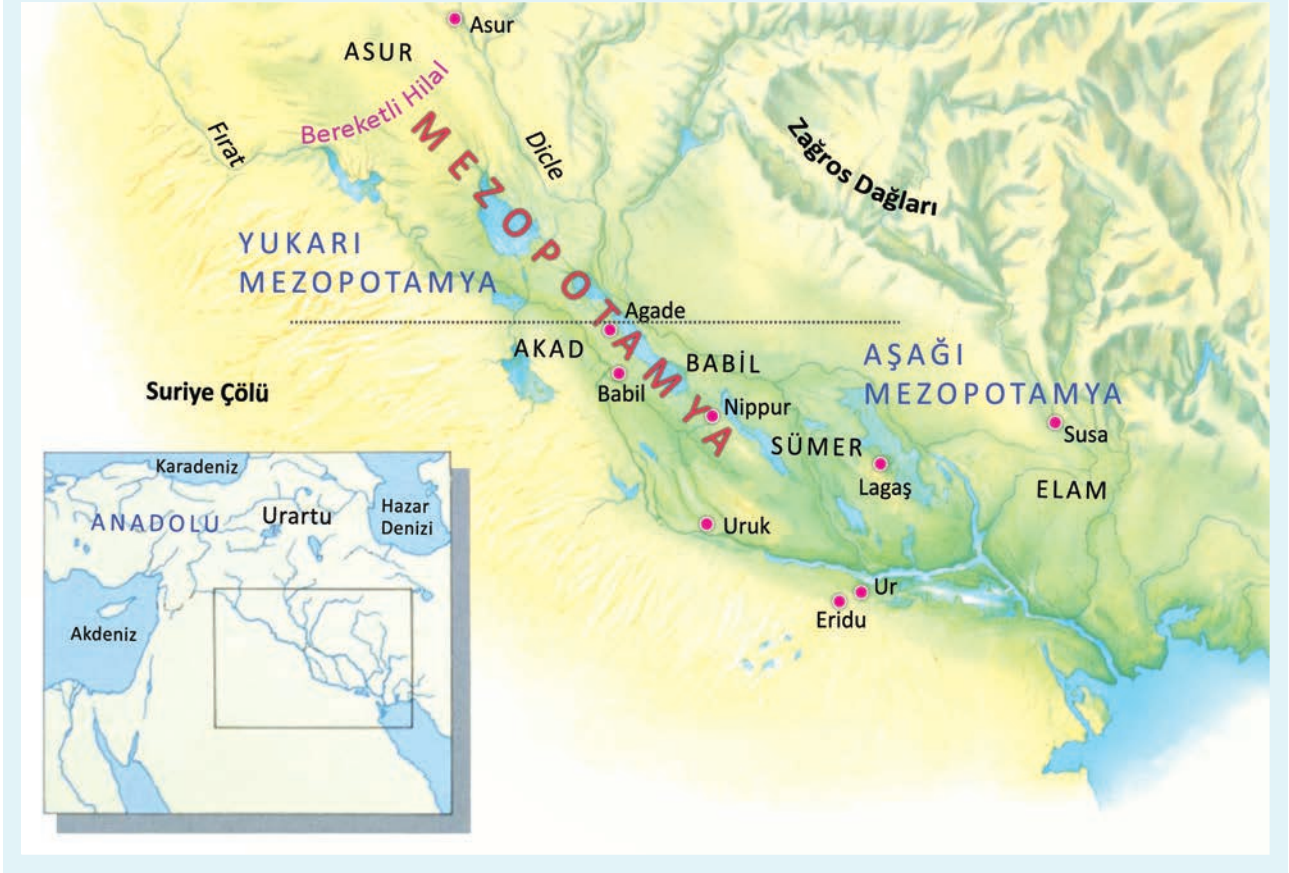 Asur
ASUR
Bereketli Hilal
MEZOPOTAMYA
Fırat
Dicle
Zağros Dağları
YUKARI
MEZOPOTAMYA
Agade
AKAD
BABİL
AŞAĞI
MEZOPOTAMYA
Suriye Çölü
Babil
Nippur
Susa
SÜMER
Lagaş
ELAM
Uruk
Ur
Eridu
Karadeniz
ANADOLU
Urartu
Hazar
Denizi
Akdeniz